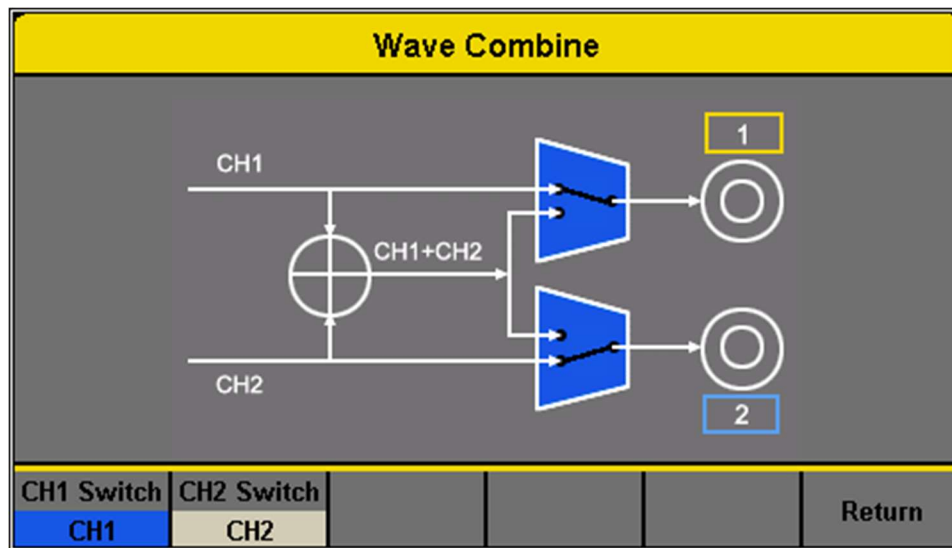 Wave Combine
1
CH1
CH1+CH2
CH2
2
CH1 Switch
CH1
CH2 Switch
CH2
Return